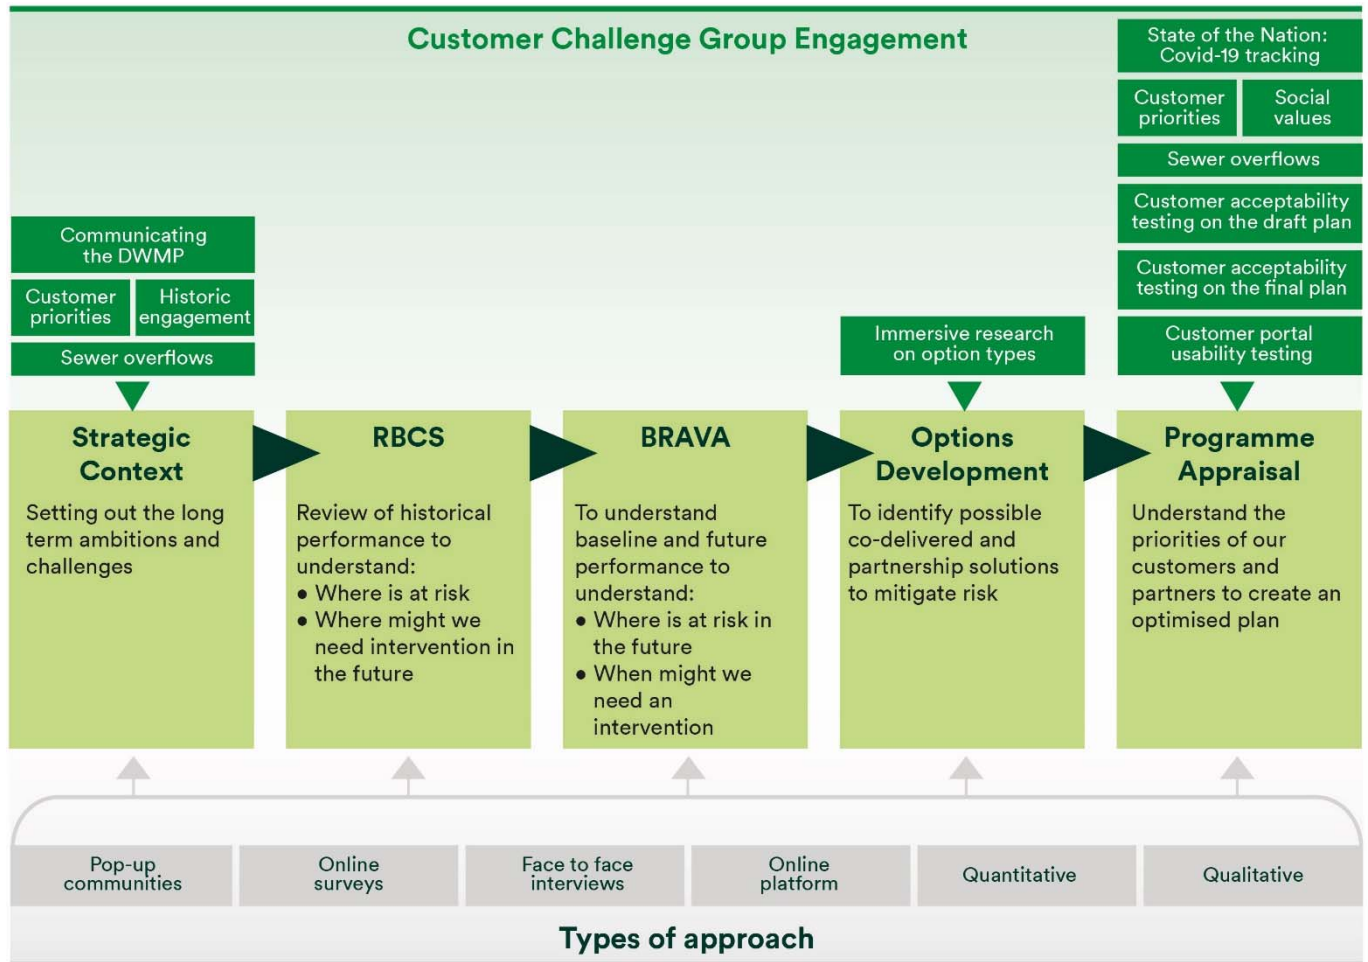 Customer Challenge Group Engagement
State of the Nation:
Covid-19 tracking
Customer
priorities
Social
values
Sewer overflows
Customer acceptability
testing on the draft plan
Customer acceptability
testing on the final plan
Customer portal
usability testing
Communicating
the DWMP
Customer
priorities
Historic
engagement
Sewer overflows
Immersive research
on option types
Strategic
Context
Setting out the long
term ambitions and
challenges
RBCS
Review of historical
performance to
understand:
● Where is at risk
● Where might we
need intervention in
the future
BRAVA
To understand
baseline and future
performance to
understand:
● Where is at risk in
the future
● When might we
need an
intervention
Options
Development
To identify possible
co-delivered and
partnership solutions
to mitigate risk
Programme
Appraisal
Understand the
priorities of our
customers and
partners to create an
optimised plan
Pop-up
communities
Online
surveys
Face to face
interviews
Online
platform
Quantitative
Qualitative
Types of approach